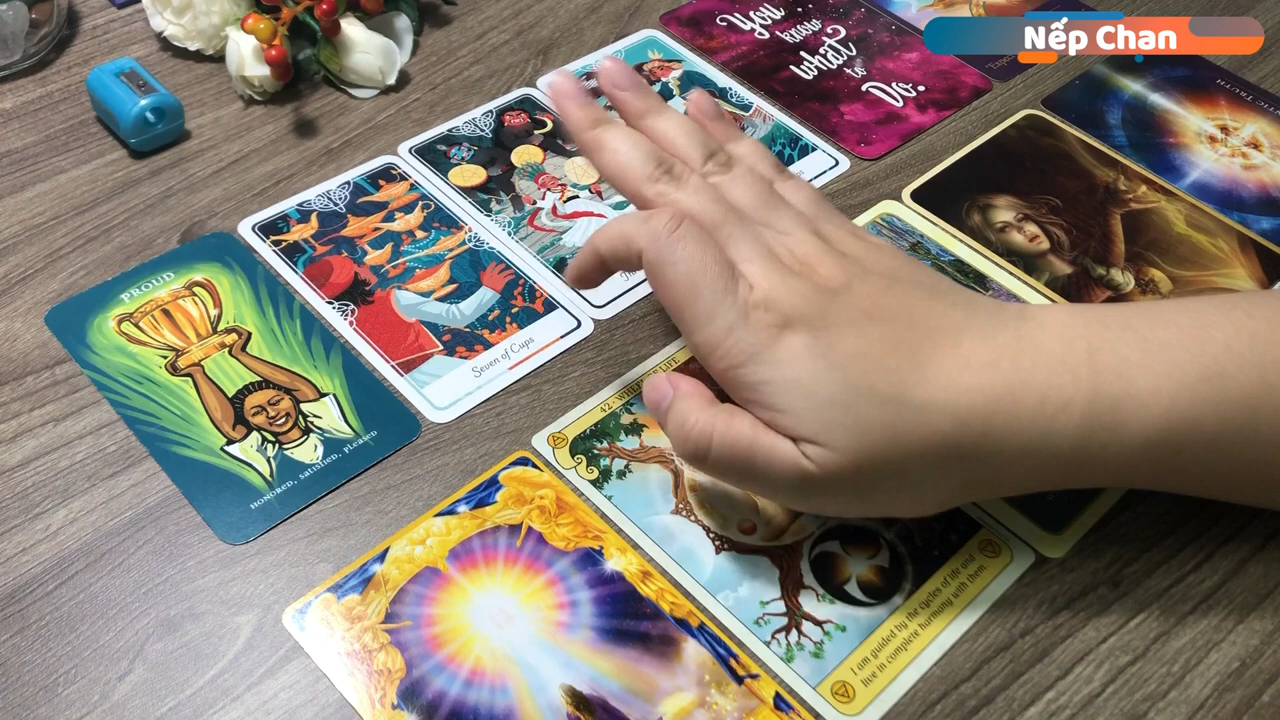 Nếp Chan
You
know
what
to
Do.
PROUD
HONORED, SATISFIED, PLEASED
Seven of Cups
42 • WHEEL OF LIFE
I am guided by the cycles of life and
live in complete harmony with them